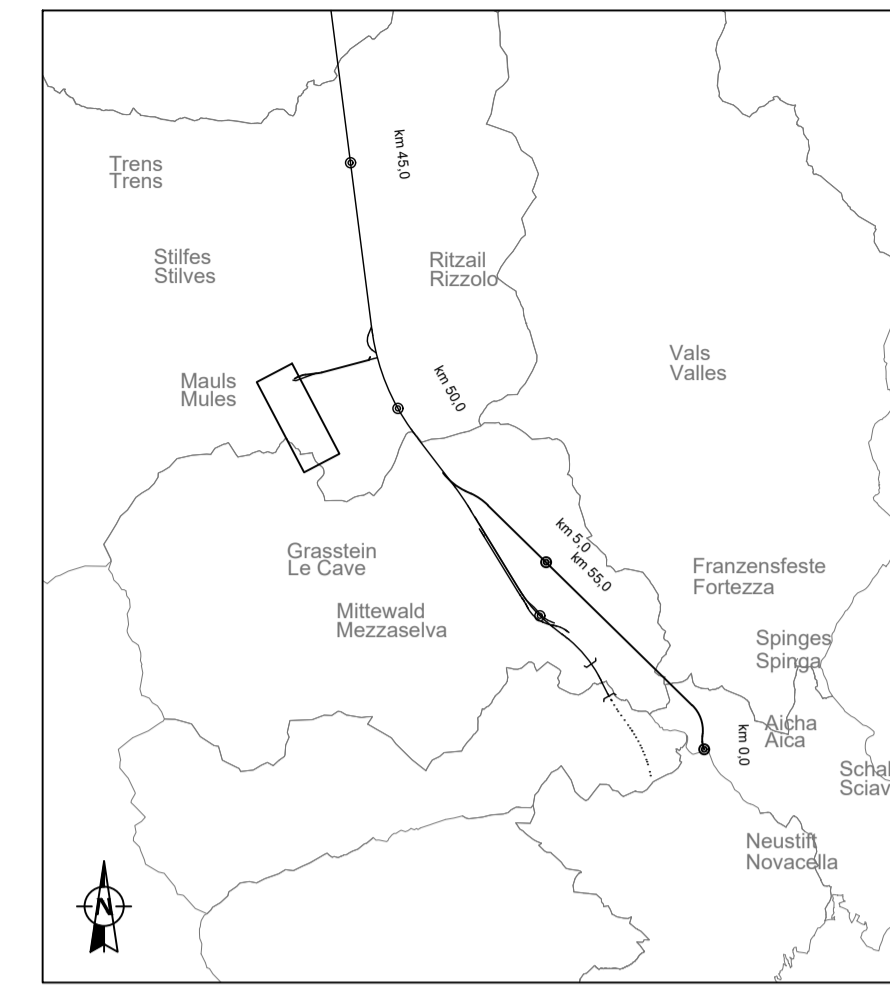 km 45,0
Trens
Trens
Stilfes
Stilves
Ritzail
Rizzolo
Vals
Valles
Mauls
Mules
km 50,0
km 5,0
km 55,0
Grasstein
Le Cave
Franzensfeste
Fortezza
Mittewald
Mezzaselva
Spinges
Spinga
Aicha
Aica
km 0,0
Schal
Sciav
Neustift
Novacella
N